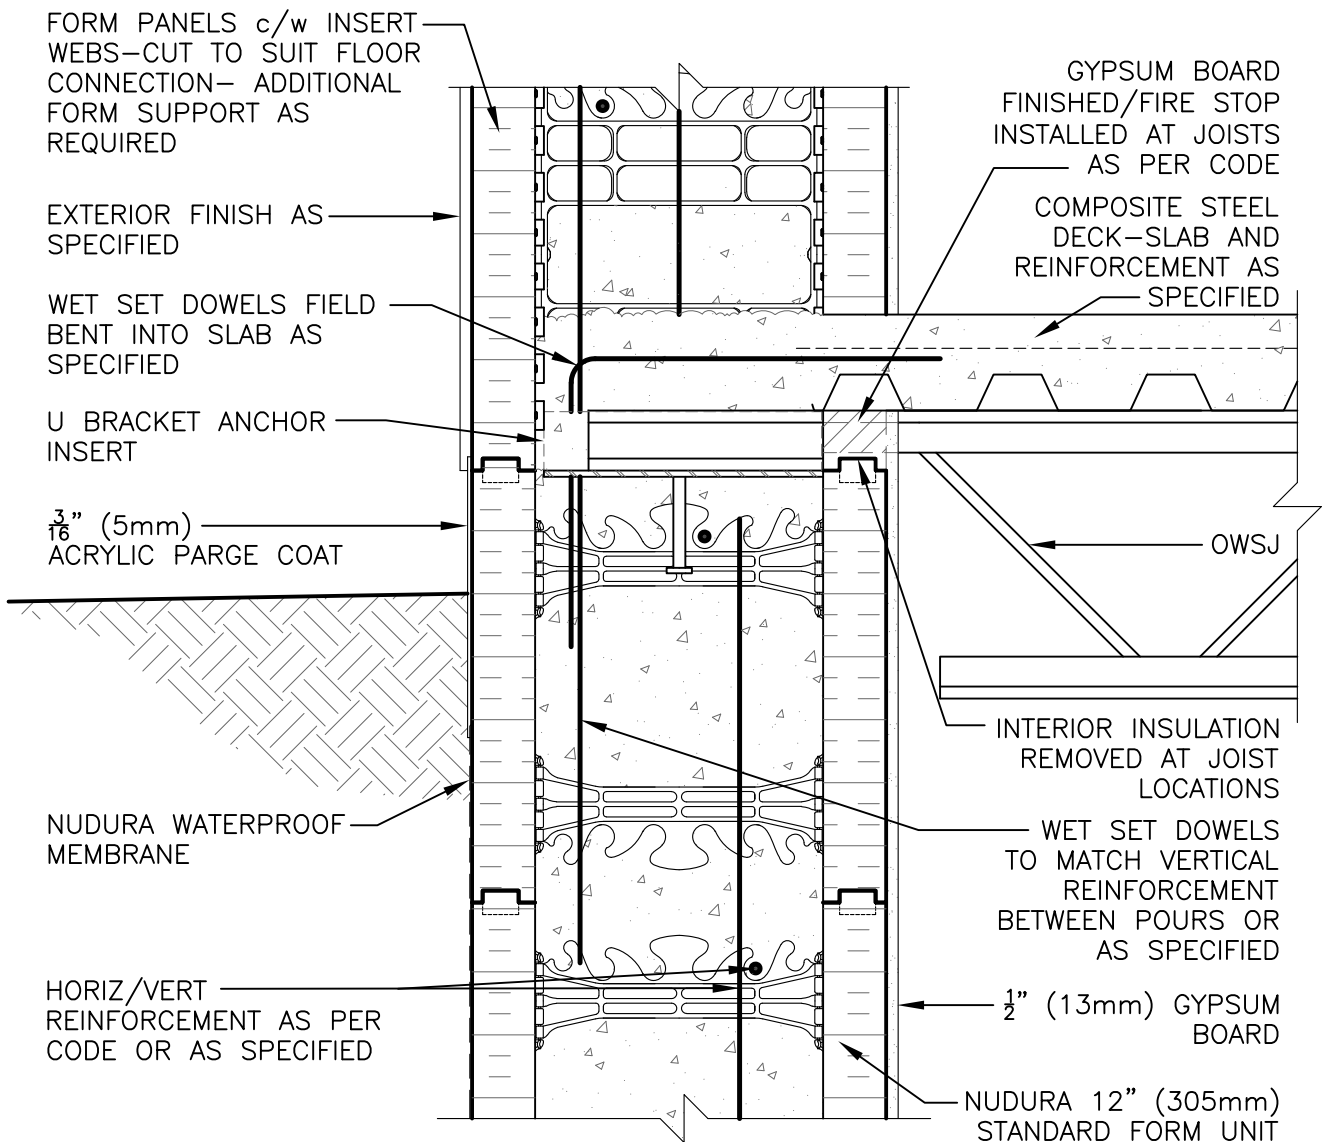 FORM PANELS c/w INSERT
WEBS-CUT TO SUIT FLOOR
CONNECTION- ADDITIONAL
FORM SUPPORT AS
REQUIRED
EXTERIOR FINISH AS
SPECIFIED
WET SET DOWELS FIELD
BENT INTO SLAB AS
SPECIFIED
U BRACKET ANCHOR
INSERT
3/16" (5mm)
ACRYLIC PARGE COAT
NUDURA WATERPROOF
MEMBRANE
HORIZ/VERT
REINFORCEMENT AS PER
CODE OR AS SPECIFIED
GYPSUM BOARD
FINISHED/FIRE STOP
INSTALLED AT JOISTS
AS PER CODE
COMPOSITE STEEL
DECK-SLAB AND
REINFORCEMENT AS
SPECIFIED
OWSJ
INTERIOR INSULATION
REMOVED AT JOIST
LOCATIONS
WET SET DOWELS
TO MATCH VERTICAL
REINFORCEMENT
BETWEEN POURS OR
AS SPECIFIED
1/2" (13mm) GYPSUM
BOARD
NUDURA 12" (305mm)
STANDARD FORM UNIT